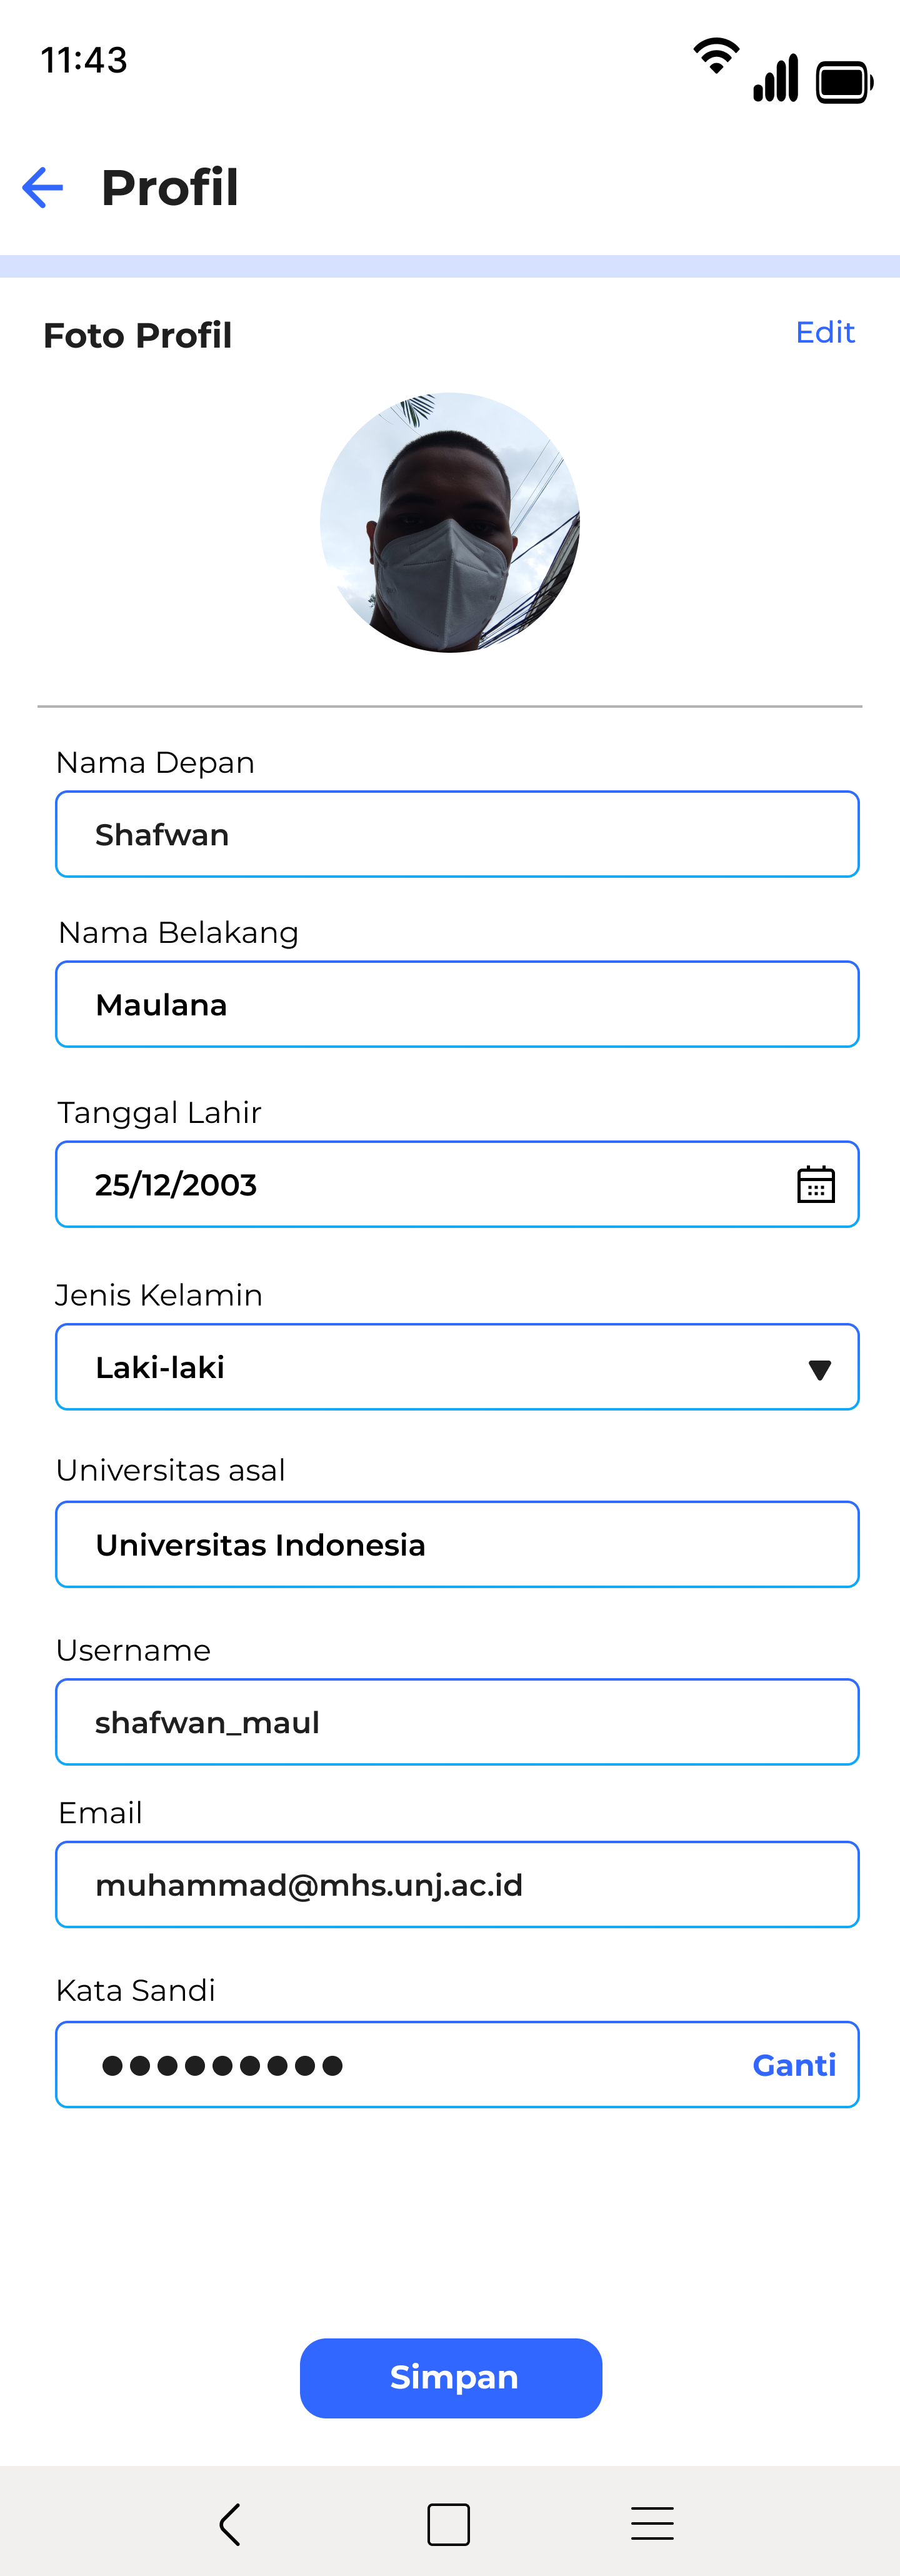 11:43
Profil
Foto Profil
Edit
Nama Depan
Shafwan
Nama Belakang
Maulana
Tanggal Lahir
25/12/2003
Jenis Kelamin
Laki-laki
Universitas asal
Universitas Indonesia
Username
shafwan_maul
Email
muhammad@mhs.unj.ac.id
Kata Sandi
●●●●●●●●●
Ganti
Simpan